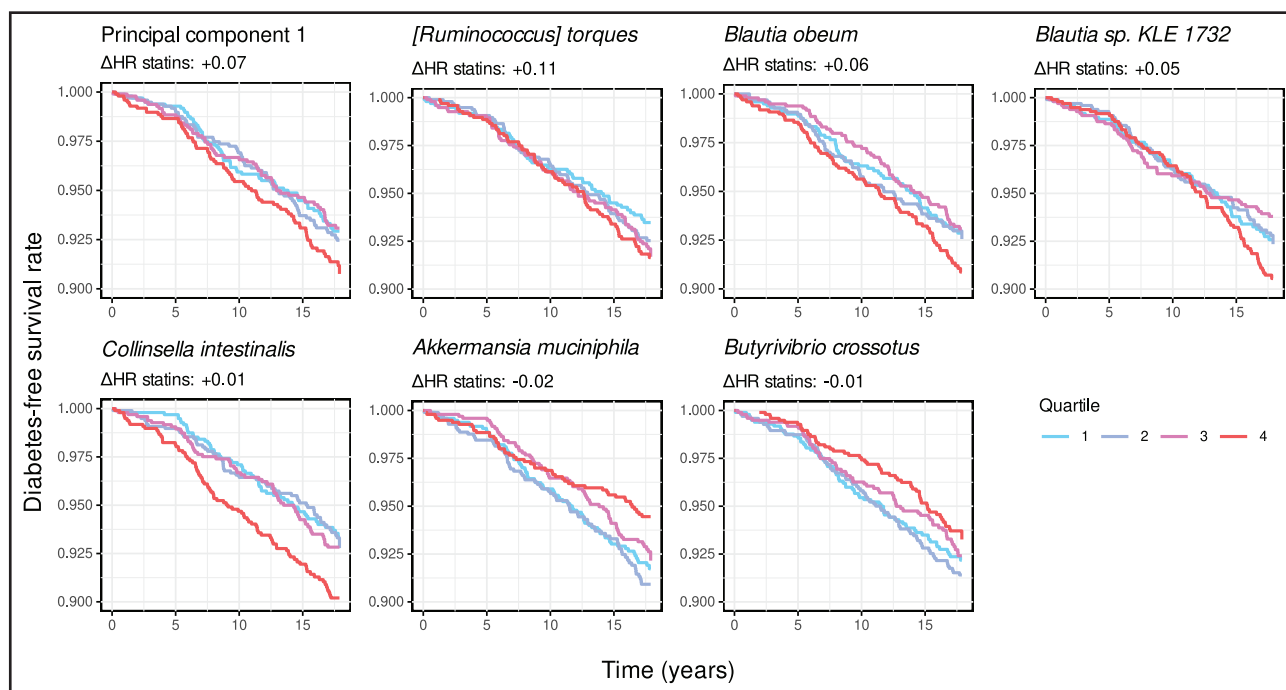 Principal component 1
ΔHR statins: +0.07
[Ruminococcus] torques
ΔHR statins: +0.11
Blautia obeum
ΔHR statins: +0.06
Blautia sp. KLE 1732
ΔHR statins: +0.05
1.000
0.975
0.950
0.925
0.900
0 5 10 15
1.000
0.975
0.950
0.925
0.900
0 5 10 15
1.000
0.975
0.950
0.925
0.900
0 5 10 15
1.000
0.975
0.950
0.925
0.900
0 5 10 15
Diabetes-free survival rate
Collinsella intestinalis
ΔHR statins: +0.01
Akkermansia muciniphila
ΔHR statins: -0.02
Butyrivibrio crossotus
ΔHR statins: -0.01
1.000
0.975
0.950
0.925
0.900
0 5 10 15
1.000
0.975
0.950
0.925
0.900
0 5 10 15
1.000
0.975
0.950
0.925
0.900
0 5 10 15
Quartile
1 2 3 4
Time (years)